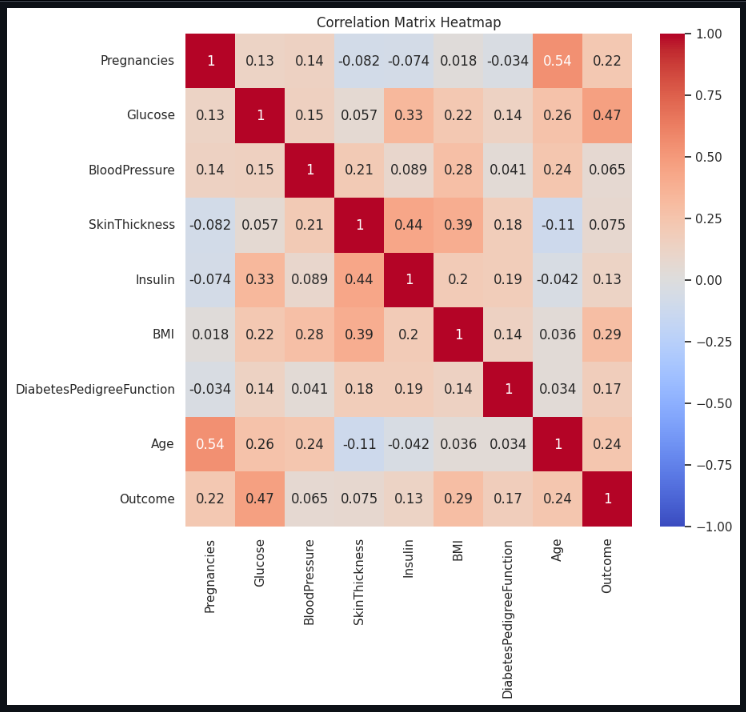 Correlation Matrix Heatmap
Pregnancies 1 0.13 0.14 -0.082 -0.074 0.018 -0.034 0.54 0.22
Glucose 0.13 1 0.15 0.057 0.33 0.22 0.14 0.26 0.47
BloodPressure 0.14 0.15 1 0.21 0.089 0.28 0.041 0.24 0.065
SkinThickness -0.082 0.057 0.21 1 0.44 0.39 0.18 -0.11 0.075
Insulin -0.074 0.33 0.089 0.44 1 0.2 0.19 -0.042 0.13
BMI 0.018 0.22 0.28 0.39 0.2 1 0.14 0.036 0.29
DiabetesPedigreeFunction -0.034 0.14 0.041 0.18 0.19 0.14 1 0.034 0.17
Age 0.54 0.26 0.24 -0.11 -0.042 0.036 0.034 1 0.24
Outcome 0.22 0.47 0.065 0.075 0.13 0.29 0.17 0.24 1
Pregnancies
Glucose
BloodPressure
SkinThickness
Insulin
BMI
DiabetesPedigreeFunction
Age
Outcome
1.00
0.75
0.50
0.25
0.00
−0.25
−0.50
−0.75
−1.00